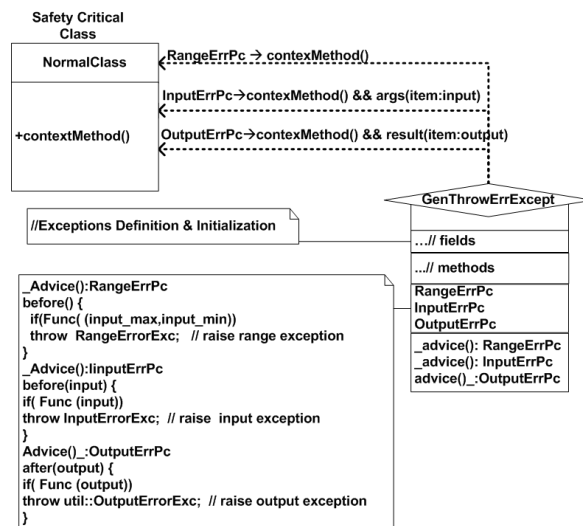 Safety Critical
Class
NormalClass
+contextMethod()
RangeErrPc → contexMethod()
InputErrPc→contexMethod() && args(item:input)
OutputErrPc→contexMethod() && result(item:output)
GenThrowErrExcept
…// fields
...// methods
RangeErrPc
InputErrPc
OutputErrPc
_advice(): RangeErrPc
_advice(): InputErrPc
advice()_:OutputErrPc
//Exceptions Definition & Initialization
_Advice():RangeErrPc
before() {
if(Func( (input_max,input_min))
throw RangeErrorExc; // raise range exception
}
_Advice():IinputErrPc
before(input) {
if( Func (input))
throw InputErrorExc; // raise input exception
}
Advice()_:OutputErrPc
after(output) {
if( Func (output))
throw util::OutputErrorExc; // raise output exception
}